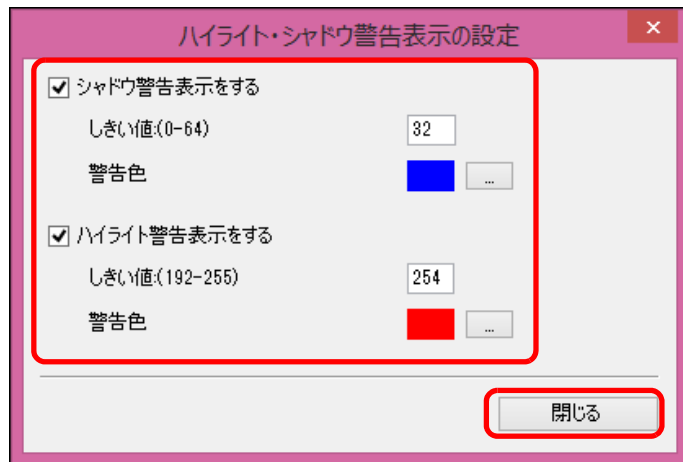 ハイライト・シャドウ警告表示の設定
×
シャドウ警告表示をする
しきい値:(0-64) 32
警告色 ...
ハイライト警告表示をする
しきい値:(192-255) 254
警告色 ...
閉じる